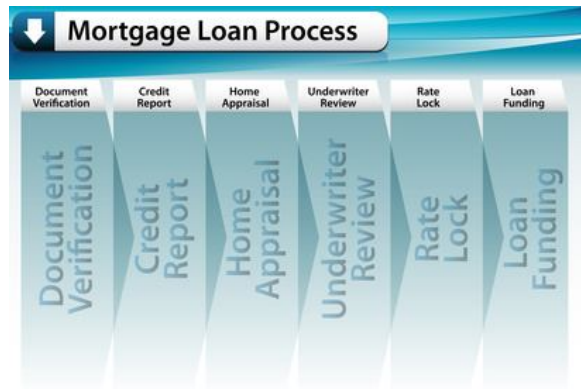 Mortgage Loan Process
Document
Verification
Credit
Report
Home
Appraisal
Underwriter
Review
Rate
Lock
Loan
Funding
Document
Verification
Credit
Report
Home
Appraisal
Underwriter
Review
Rate
Lock
Loan
Funding